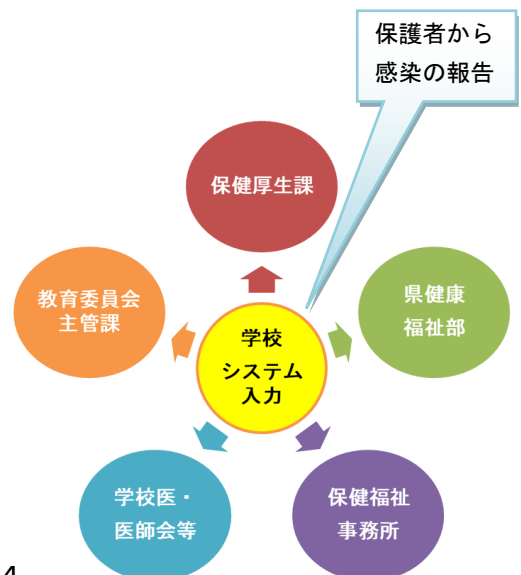 保護者から
感染の報告
保健厚生課
教育委員会
主管課
県健康
福祉部
学校
システム
入力
学校医・
医師会等
保健福祉
事務所
4